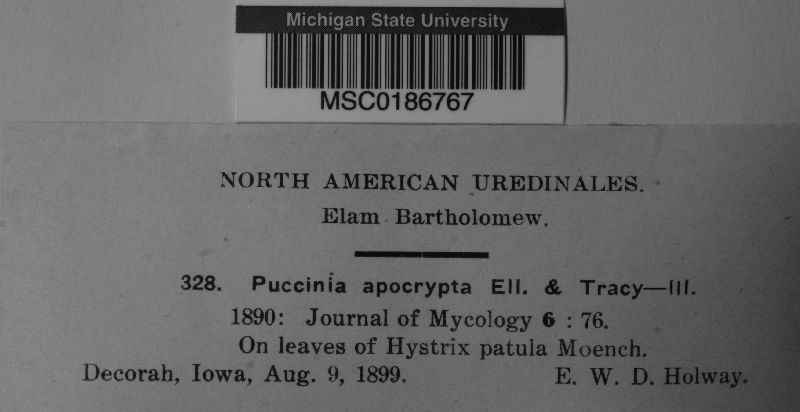 Michigan State University
MSC0186767
NORTH AMERICAN UREDINALES.
Elam Bartholomew.
328. Puccinia apocrypta Ell. & Tracy—III.
1890: Journal of Mycology 6 : 76.
On leaves of Hystrix patula Moench.
Decorah, Iowa, Aug. 9, 1899. E. W. D. Holway.